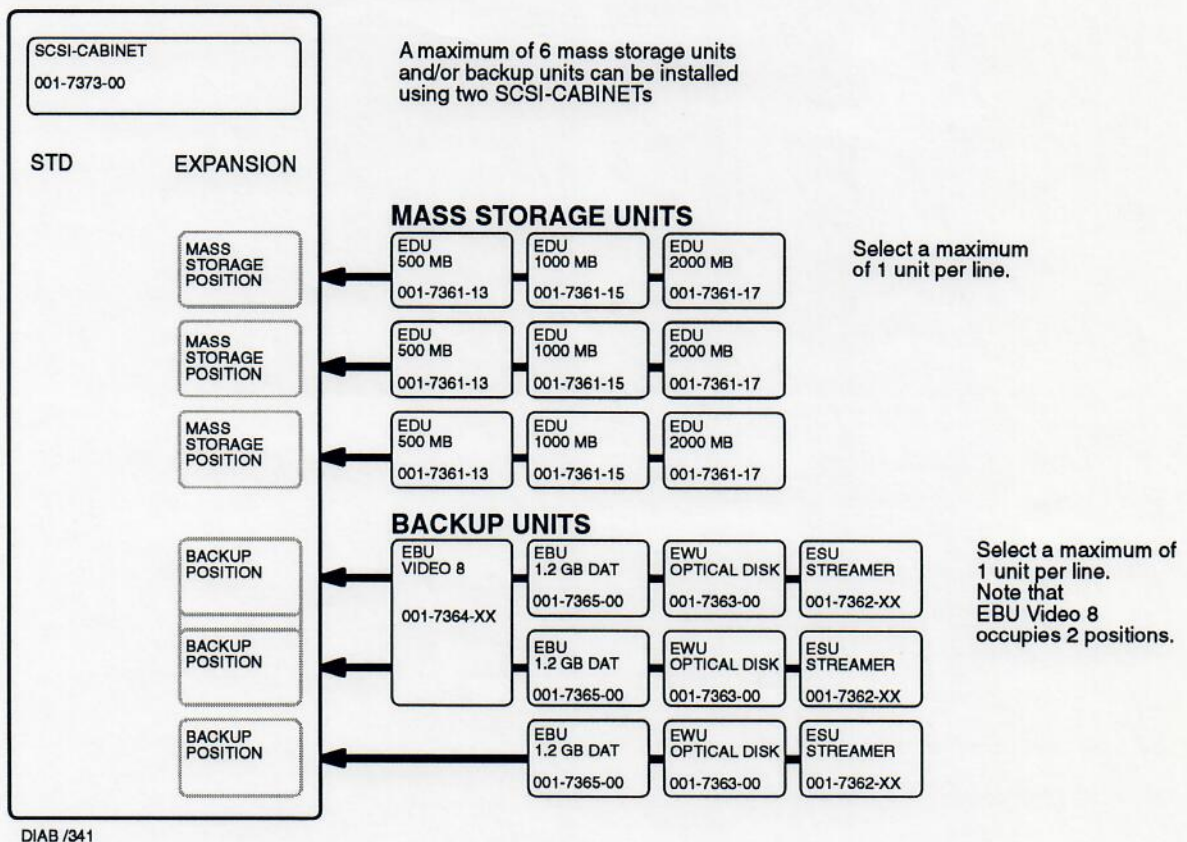 SCSI-CABINET
001-7373-00
A maximum of 6 mass storage units
and/or backup units can be installed
using two SCSI-CABINETs
STD
EXPANSION
MASS STORAGE UNITS
MASS
STORAGE
POSITION
EDU
500 MB
001-7361-13
EDU
1000 MB
001-7361-15
EDU
2000 MB
001-7361-17
Select a maximum
of 1 unit per line.
MASS
STORAGE
POSITION
EDU
500 MB
001-7361-13
EDU
1000 MB
001-7361-15
EDU
2000 MB
001-7361-17
MASS
STORAGE
POSITION
EDU
500 MB
001-7361-13
EDU
1000 MB
001-7361-15
EDU
2000 MB
001-7361-17
BACKUP UNITS
BACKUP
POSITION
EBU
VIDEO 8
001-7364-XX
EBU
1.2 GB DAT
001-7365-00
EWU
OPTICAL DISK
001-7363-00
ESU
STREAMER
001-7362-XX
Select a maximum of
1 unit per line.
Note that
EBU Video 8
occupies 2 positions.
BACKUP
POSITION
EBU
1.2 GB DAT
001-7365-00
EWU
OPTICAL DISK
001-7363-00
ESU
STREAMER
001-7362-XX
BACKUP
POSITION
EBU
1.2 GB DAT
001-7365-00
EWU
OPTICAL DISK
001-7363-00
ESU
STREAMER
001-7362-XX
DIAB /341